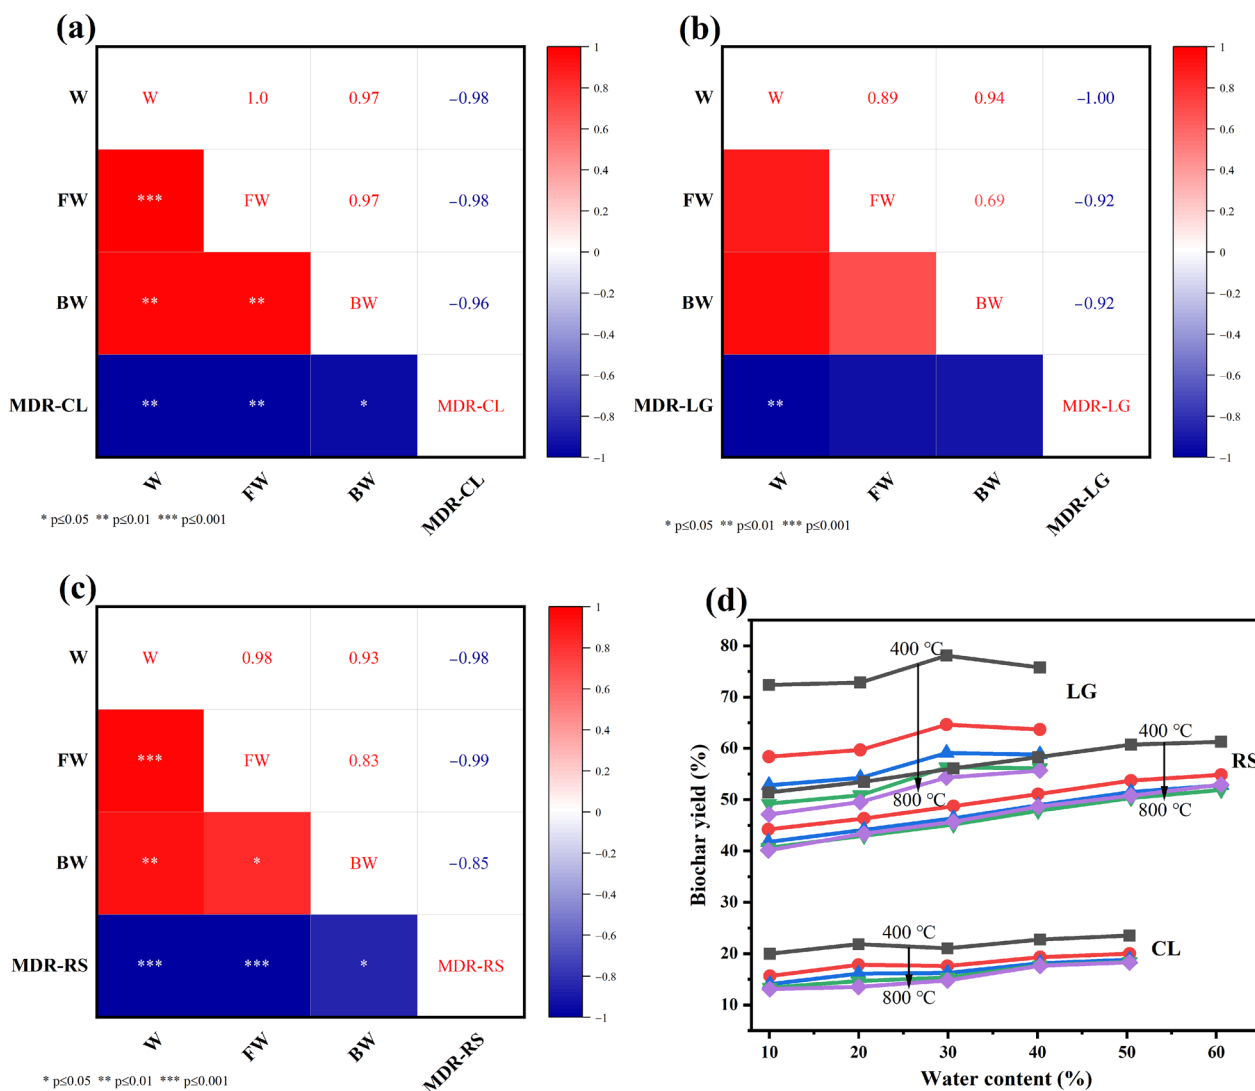 (a)
W W 1.0 0.97 −0.98
FW *** FW 0.97 −0.98
BW ** ** BW −0.96
MDR-CL ** ** * MDR-CL
W FW BW MDR-CL
1
0.8
0.6
0.4
0.2
0
−0.2
−0.4
−0.6
−0.8
−1
* p≤0.05 ** p≤0.01 *** p≤0.001
(b)
W W 0.89 0.94 −1.00
FW FW 0.69 −0.92
BW BW −0.92
MDR-LG ** MDR-LG
W FW BW MDR-LG
1
0.8
0.6
0.4
0.2
0
−0.2
−0.4
−0.6
−0.8
−1
* p≤0.05 ** p≤0.01 *** p≤0.001
(c)
W W 0.98 0.93 −0.98
FW *** FW 0.83 −0.99
BW ** * BW −0.85
MDR-RS *** *** * MDR-RS
W FW BW MDR-RS
1
0.8
0.6
0.4
0.2
0
−0.2
−0.4
−0.6
−0.8
−1
* p≤0.05 ** p≤0.01 *** p≤0.001
(d)
Biochar yield (%)
80
70
60
50
40
30
20
10
400 °C
LG
800 °C
400 °C
RS
800 °C
400 °C
CL
800 °C
10 20 30 40 50 60
Water content (%)